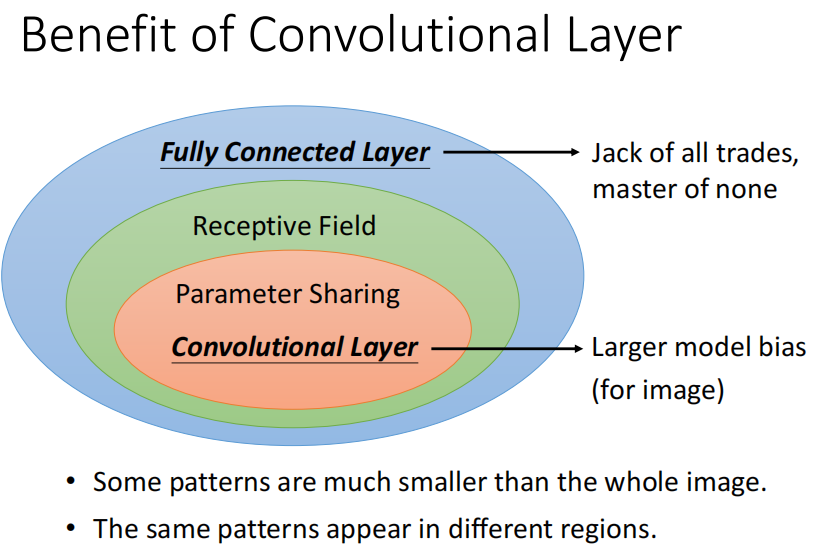 Benefit of Convolutional Layer
Fully Connected Layer
Jack of all trades,
master of none
Receptive Field
Parameter Sharing
Convolutional Layer
Larger model bias
(for image)
• Some patterns are much smaller than the whole image.
• The same patterns appear in different regions.